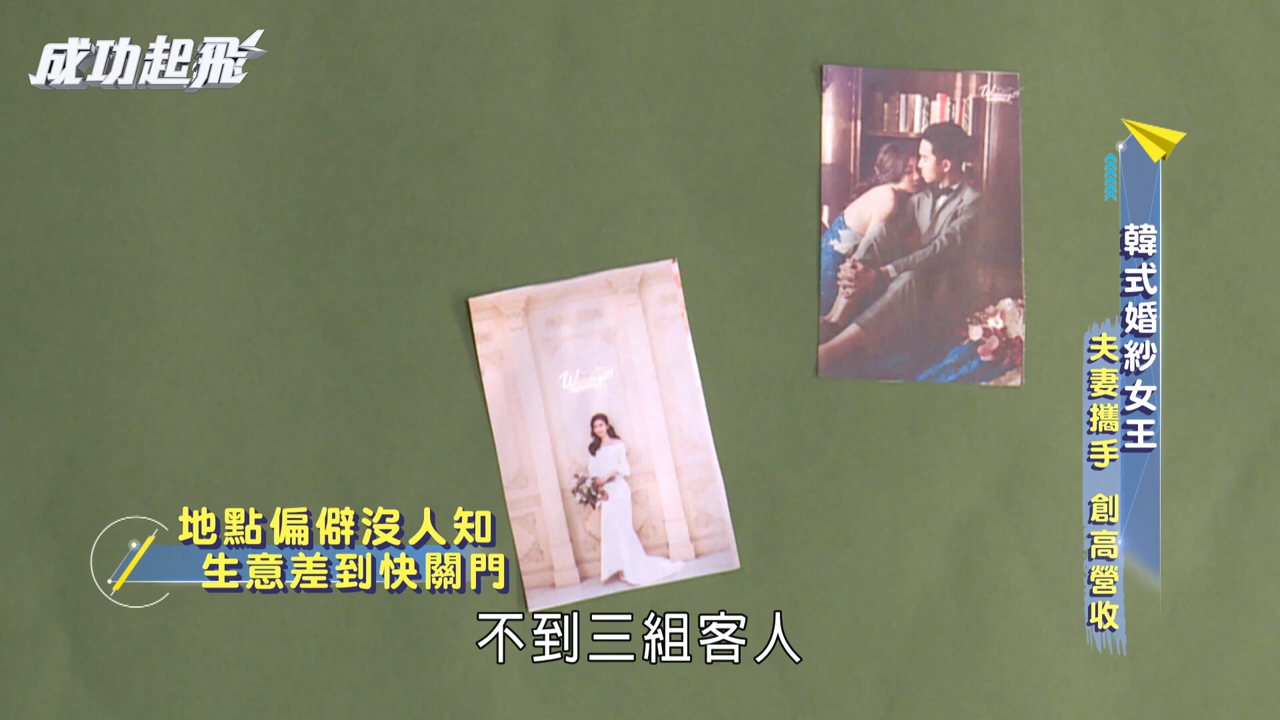 成功起飛
韓式婚紗女王
夫妻攜手 創高營收
地點偏僻沒人知
生意差到快關門
不到三組客人